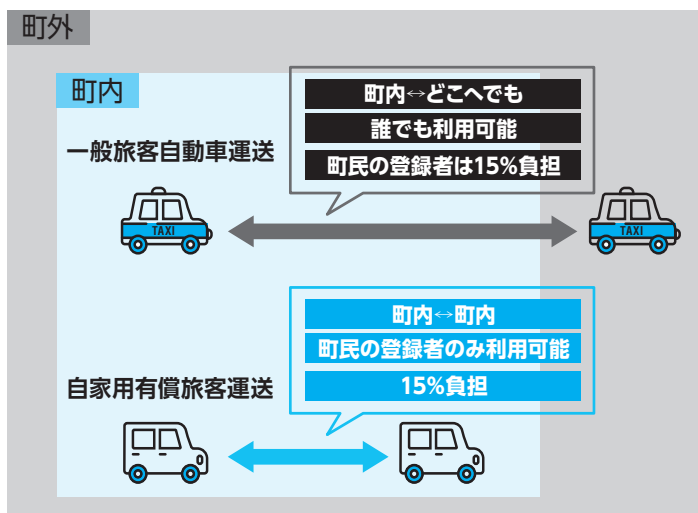 町外
町内
町内⇔どこへでも
誰でも利用可能
町民の登録者は15%負担
一般旅客自動車運送
TAXI
TAXI
町内⇔町内
町民の登録者のみ利用可能
15%負担
自家用有償旅客運送